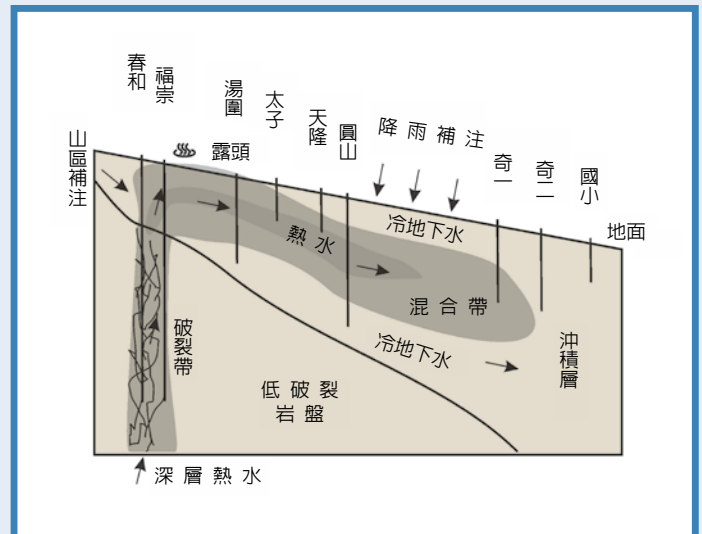 春和
福崇
湯圍
太子
天隆
圓山
降雨補注
奇一
奇二
國小
山區補注
露頭
地面
冷地下水
熱水
混合帶
冷地下水
沖積層
破裂帶
低破裂
岩盤
深層熱水